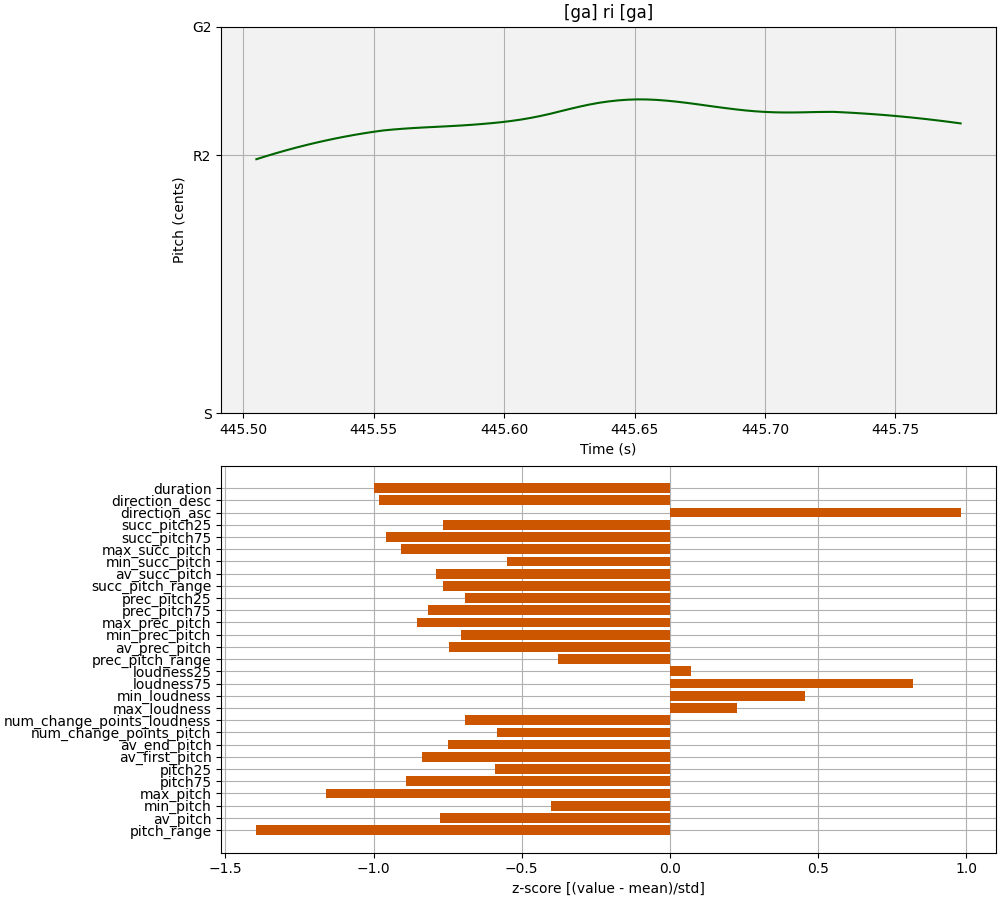 [ga] ri [ga]
G2
R2
S
Pitch (cents)
445.50 445.55 445.60 445.65 445.70 445.75
Time (s)
duration
direction_desc
direction_asc
succ_pitch25
succ_pitch75
max_succ_pitch
min_succ_pitch
av_succ_pitch
succ_pitch_range
prec_pitch25
prec_pitch75
max_prec_pitch
min_prec_pitch
av_prec_pitch
prec_pitch_range
loudness25
loudness75
min_loudness
max_loudness
num_change_points_loudness
num_change_points_pitch
av_end_pitch
av_first_pitch
pitch25
pitch75
max_pitch
min_pitch
av_pitch
pitch_range
−1.5 −1.0 −0.5 0.0 0.5 1.0
z-score [(value - mean)/std]